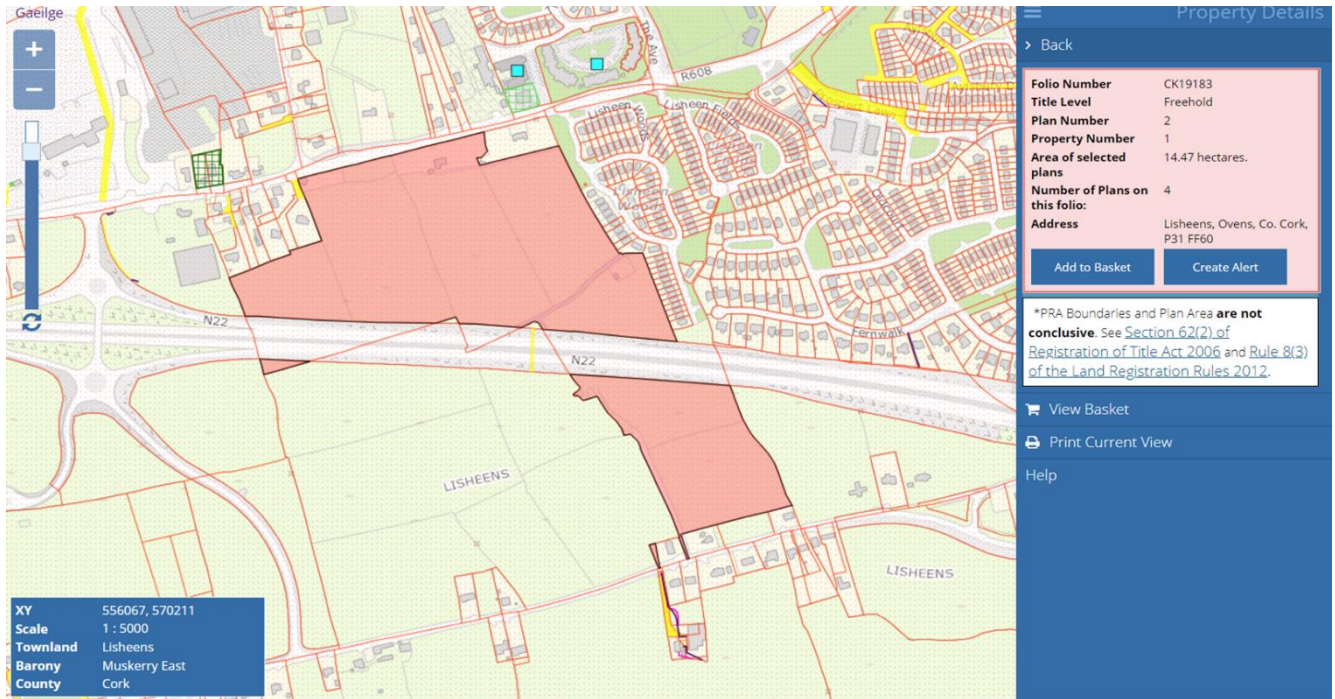 Gaeilge
+
−
The Ave
R608
Lisheen Woods
Lisheen Fields
Lisheen
Woods
N22
N22
Fernwalk
LISHEENS
LISHEENS
XY 556067, 570211
Scale 1 : 5000
Townland Lisheens
Barony Muskerry East
County Cork
Property Details
> Back
Folio Number CK19183
Title Level Freehold
Plan Number 2
Property Number 1
Area of selected 14.47 hectares.
plans
Number of Plans on 4
this folio:
Address Lisheens, Ovens, Co. Cork,
P31 FF60
Add to Basket Create Alert
*PRA Boundaries and Plan Area are not
conclusive. See Section 62(2) of
Registration of Title Act 2006 and Rule 8(3)
of the Land Registration Rules 2012.
View Basket
Print Current View
Help